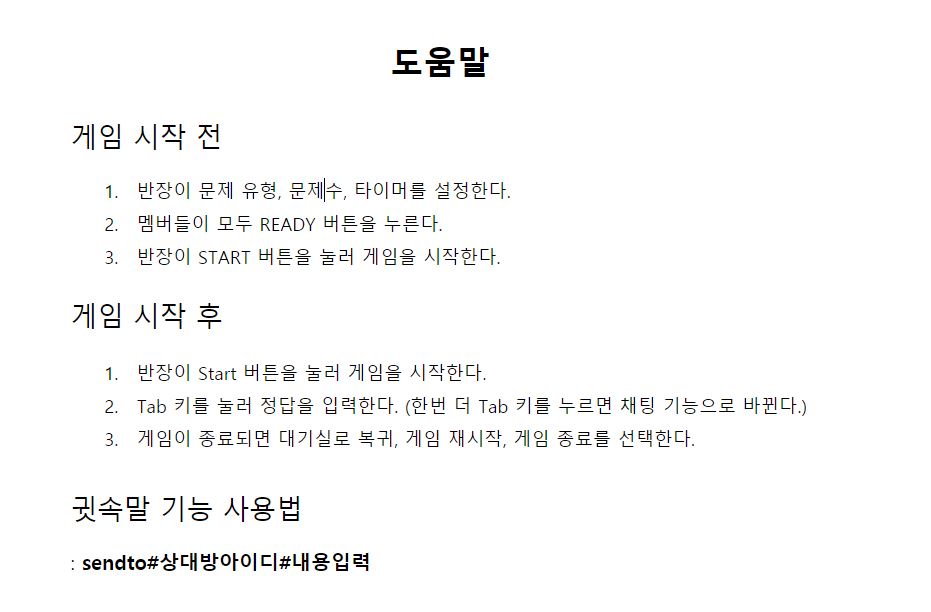 도움말
게임 시작 전
1. 반장이 문제 유형, 문제수, 타이머를 설정한다.
2. 멤버들이 모두 READY 버튼을 누른다.
3. 반장이 START 버튼을 눌러 게임을 시작한다.
게임 시작 후
1. 반장이 Start 버튼을 눌러 게임을 시작한다.
2. Tab 키를 눌러 정답을 입력한다. (한번 더 Tab 키를 누르면 채팅 기능으로 바뀐다.)
3. 게임이 종료되면 대기실로 복귀, 게임 재시작, 게임 종료를 선택한다.
귓속말 기능 사용법
: sendto#상대방아이디#내용입력